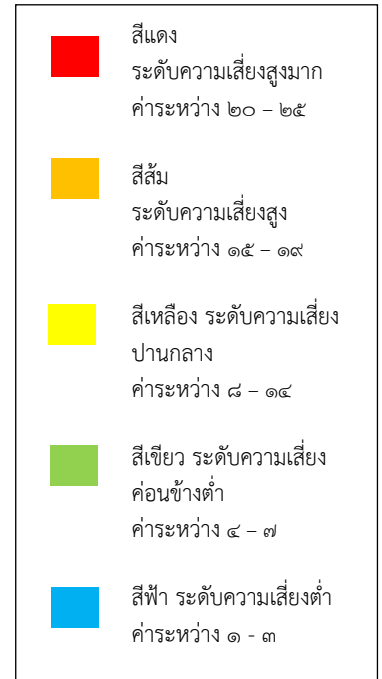 สีแดง
ระดับความเสี่ยงสูงมาก
ค่าระหว่าง ๒๐ – ๒๕
สีส้ม
ระดับความเสี่ยงสูง
ค่าระหว่าง ๑๕ – ๑๙
สีเหลือง ระดับความเสี่ยง
ปานกลาง
ค่าระหว่าง ๘ – ๑๔
สีเขียว ระดับความเสี่ยง
ค่อนข้างต่ำ
ค่าระหว่าง ๔ – ๗
สีฟ้า ระดับความเสี่ยงต่ำ
ค่าระหว่าง ๑ - ๓